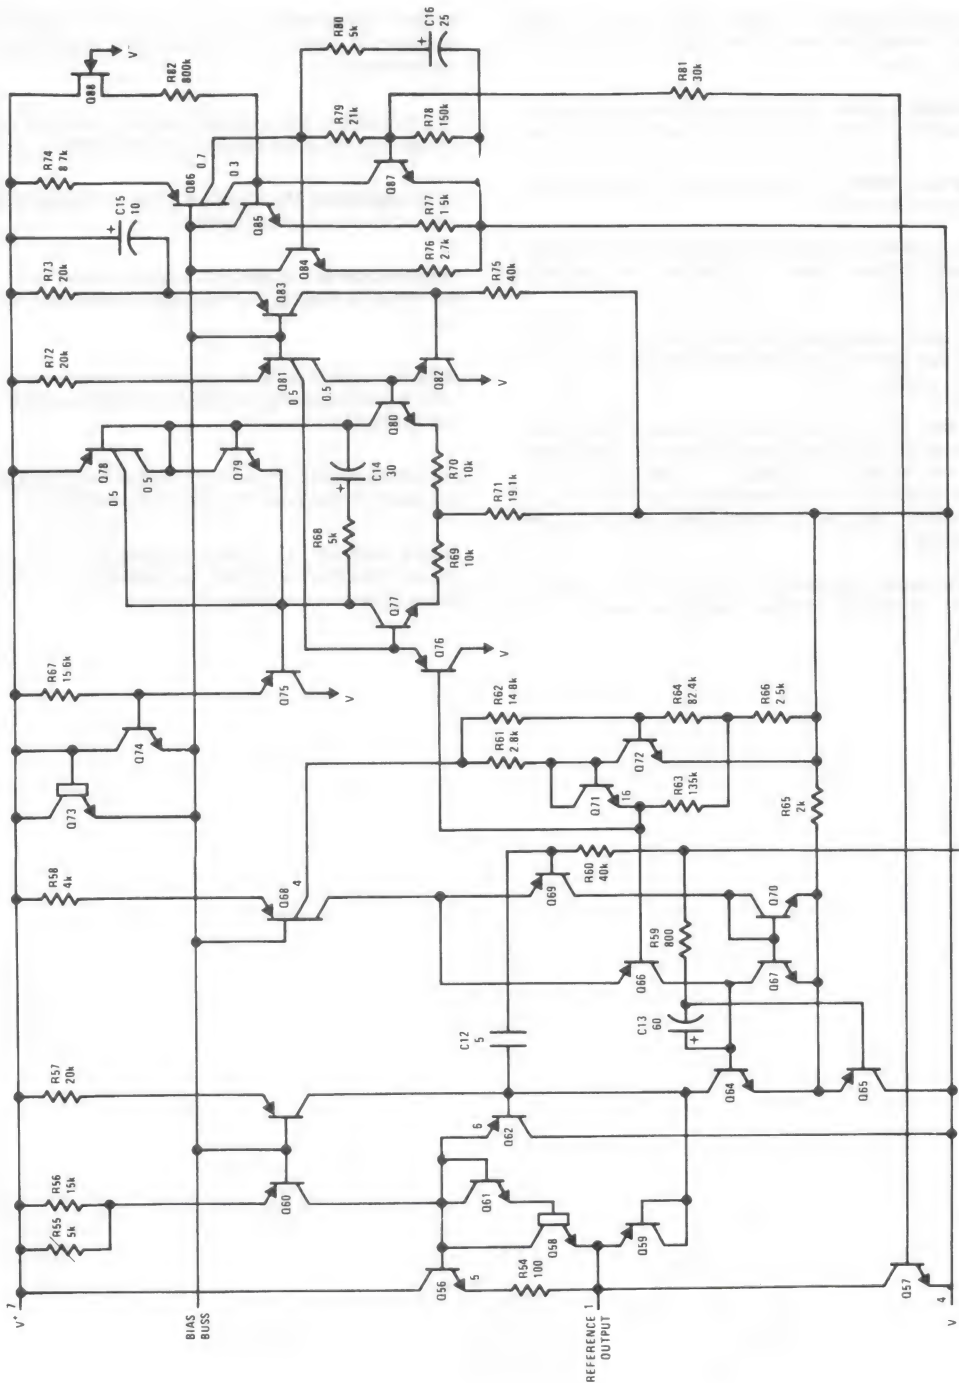 V+ 7
BIAS
BUSS
REFERENCE 1
OUTPUT
V 4
R55
5k
R56
15k
R57
20k
R58
4k
R67
15 6k
R72
20k
R73
20k
C15
10
R74
8 7k
Q88
V-
R82
800k
R80
5k
C16
25
Q86
0 7
0 3
R79
21k
R78
150k
R81
30k
Q85
Q87
R77
1 5k
Q84
R76
2.7k
R75
40k
Q83
Q81
0 5
0 5
Q82
V
Q78
0 5
0 5
Q79
C14
30
Q80
R70
10k
R68
5k
R71
19.1k
R69
10k
Q77
Q76
V
Q75
V
Q73
Q74
Q68
4
R62
14.8k
R61
2.8k
R64
82.4k
R66
2 5k
Q72
Q71
16
R63
135k
R65
2k
R60
40k
Q69
Q70
R59
800
Q66
Q67
C12
5
C13
60
Q64
Q65
Q60
6
Q62
Q61
Q58
Q59
Q56
5
R54
100
Q57